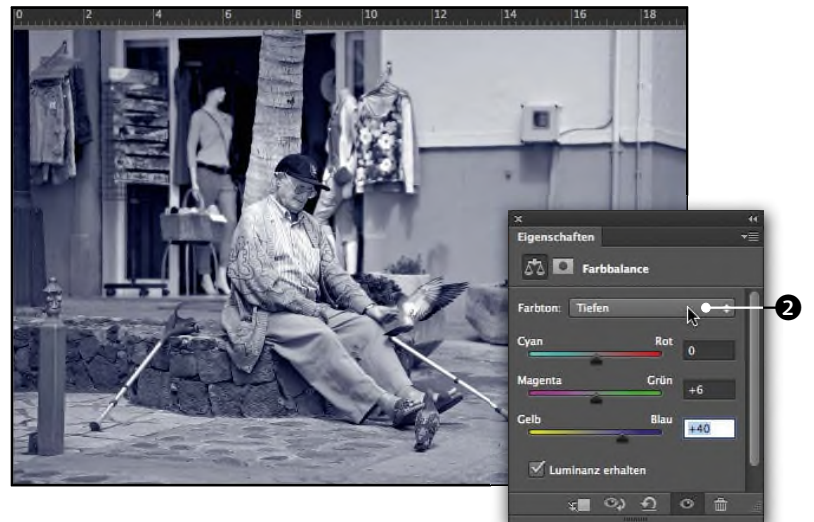 0 2 4 6 8 10 12 14 16 18
Eigenschaften
Farbbalance
Farbton: Tiefen
2
Cyan Rot 0
Magenta Grün +6
Gelb Blau +40
Luminanz erhalten